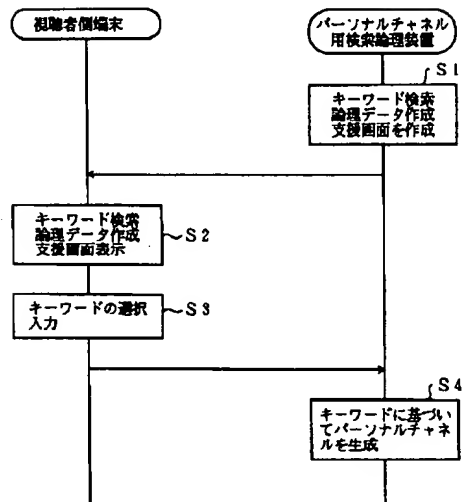 視聴者側端末
パーソナルチャネル
用検索論理装置
S1
キーワード検索
論理データ作成
支援画面を作成
キーワード検索
論理データ作成
支援画面表示
S2
キーワードの選択
入力
S3
S4
キーワードに基づい
てパーソナルチャネ
ルを生成